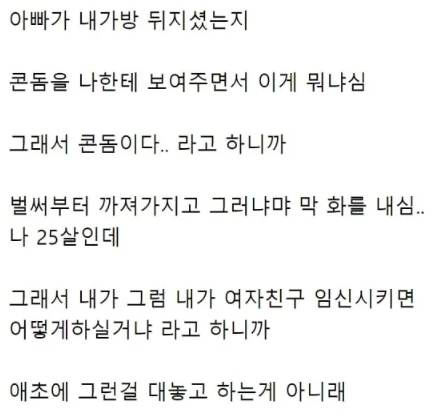 아빠가 내가방 뒤지셨는지
콘돔을 나한테 보여주면서 이게 뭐냐심
그래서 콘돔이다.. 라고 하니까
벌써부터 까져가지고 그러냐먀 막 화를 내심..
나 25살인데
그래서 내가 그럼 내가 여자친구 임신시키면
어떻게하실거냐 라고 하니까
애초에 그런걸 대놓고 하는게 아니래